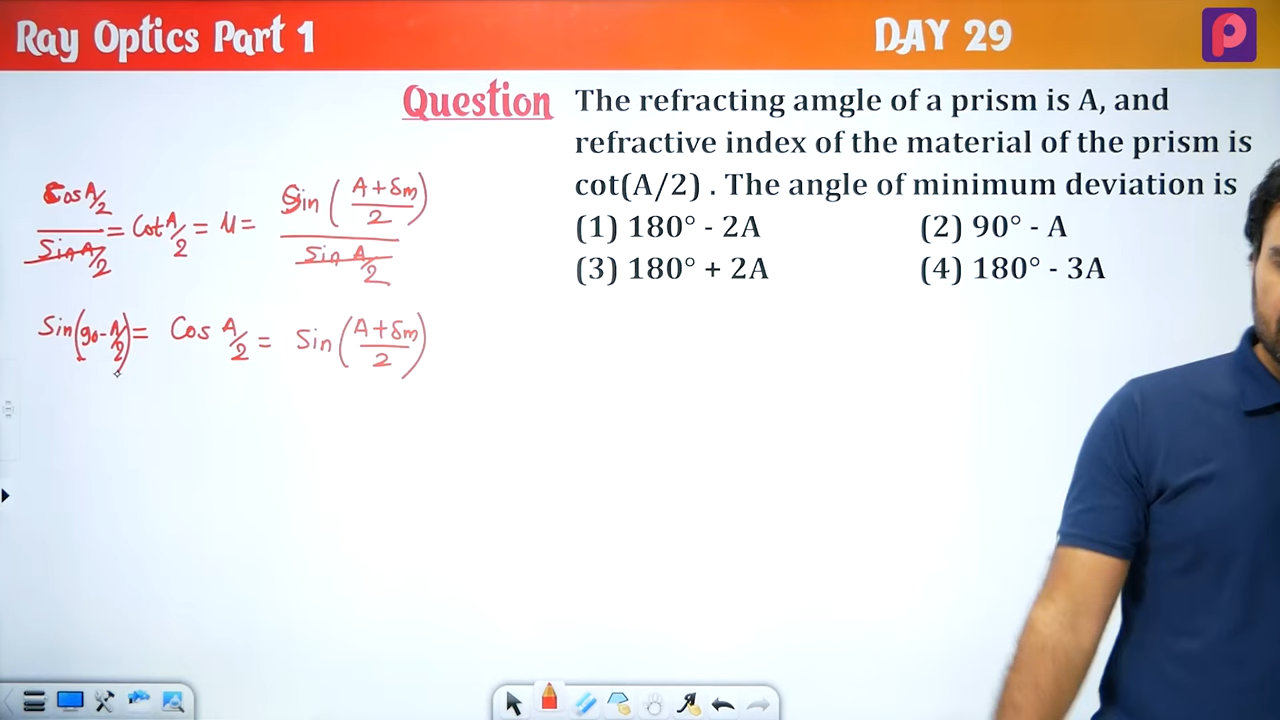 Ray Optics Part 1
DAY 29
Question
The refracting amgle of a prism is A, and
refractive index of the material of the prism is
cot(A/2) . The angle of minimum deviation is
(1) 180° - 2A
(2) 90° - A
(3) 180° + 2A
(4) 180° - 3A
Cos A/2 / Sin A/2 = Cot A/2 = μ = Sin (A+δm / 2) / Sin A/2
Sin(90-A/2) = Cos A/2 = Sin (A+δm / 2)